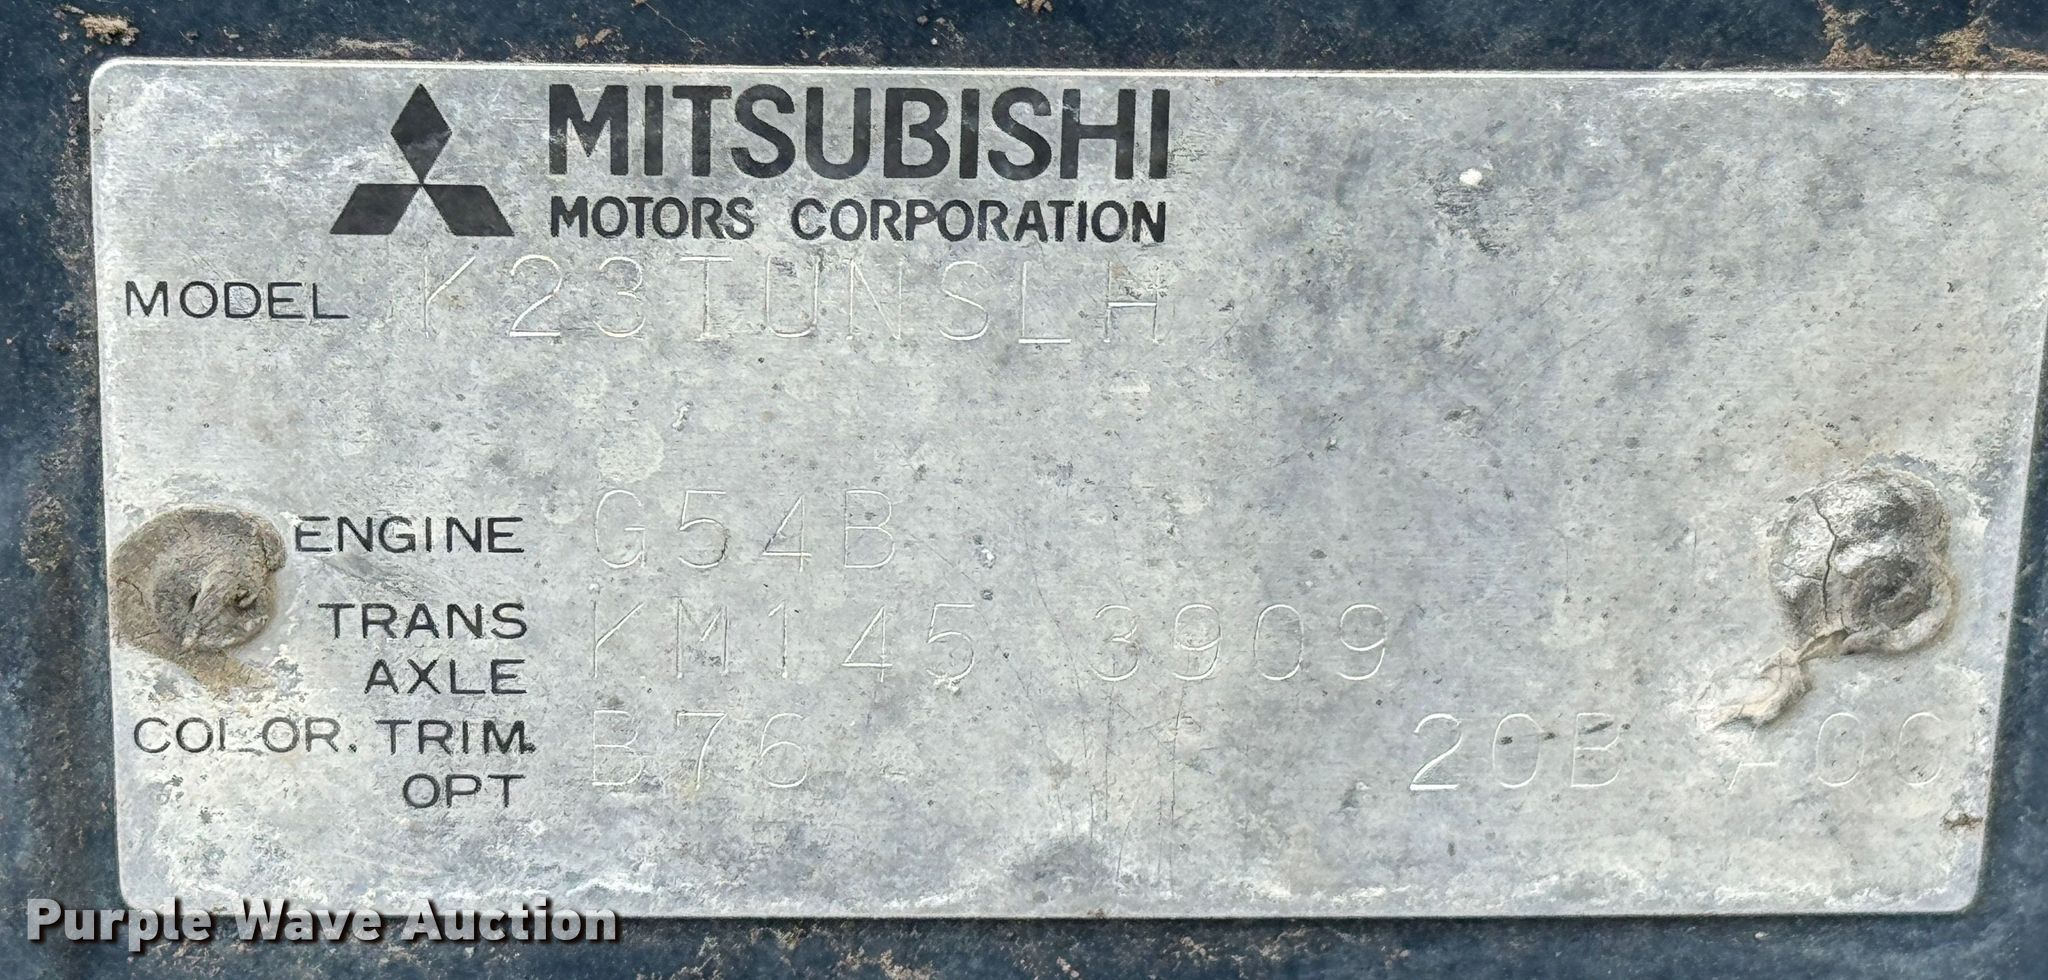 MITSUBISHI
MOTORS CORPORATION
MODEL K23TUNSLH
ENGINE G54B
TRANS AXLE KM145 3909
COLOR. TRIM. OPT B76 20B A00
Purple Wave Auction